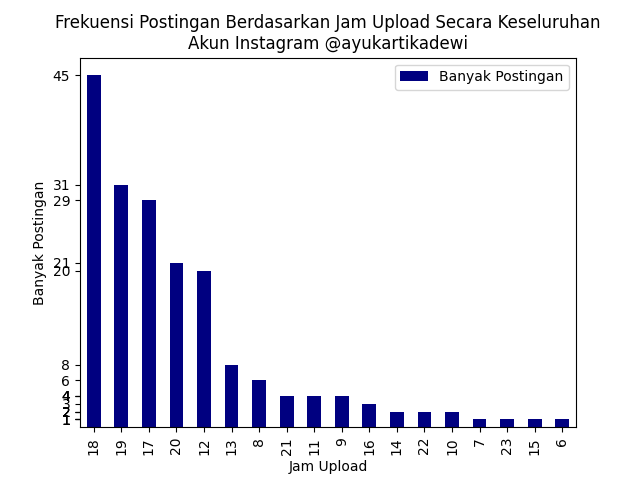 Frekuensi Postingan Berdasarkan Jam Upload Secara Keseluruhan
Akun Instagram @ayukartikadewi
Banyak Postingan
Banyak Postingan
45
31
29
21
20
8
6
4
3
2
1
18 19 17 20 12 13 8 21 11 9 16 14 22 10 7 23 15 6
Jam Upload